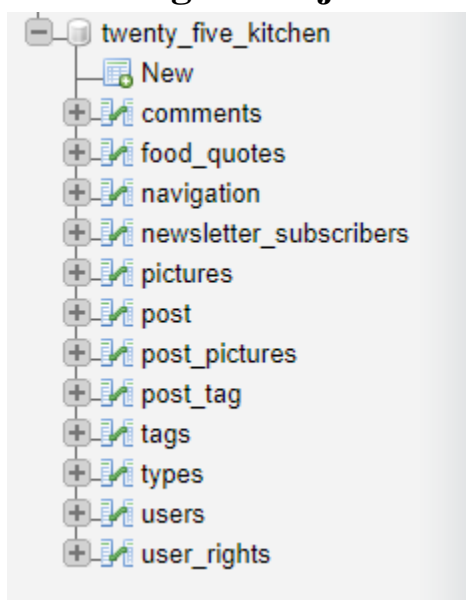 twenty_five_kitchen
New
comments
food_quotes
navigation
newsletter_subscribers
pictures
post
post_pictures
post_tag
tags
types
users
user_rights